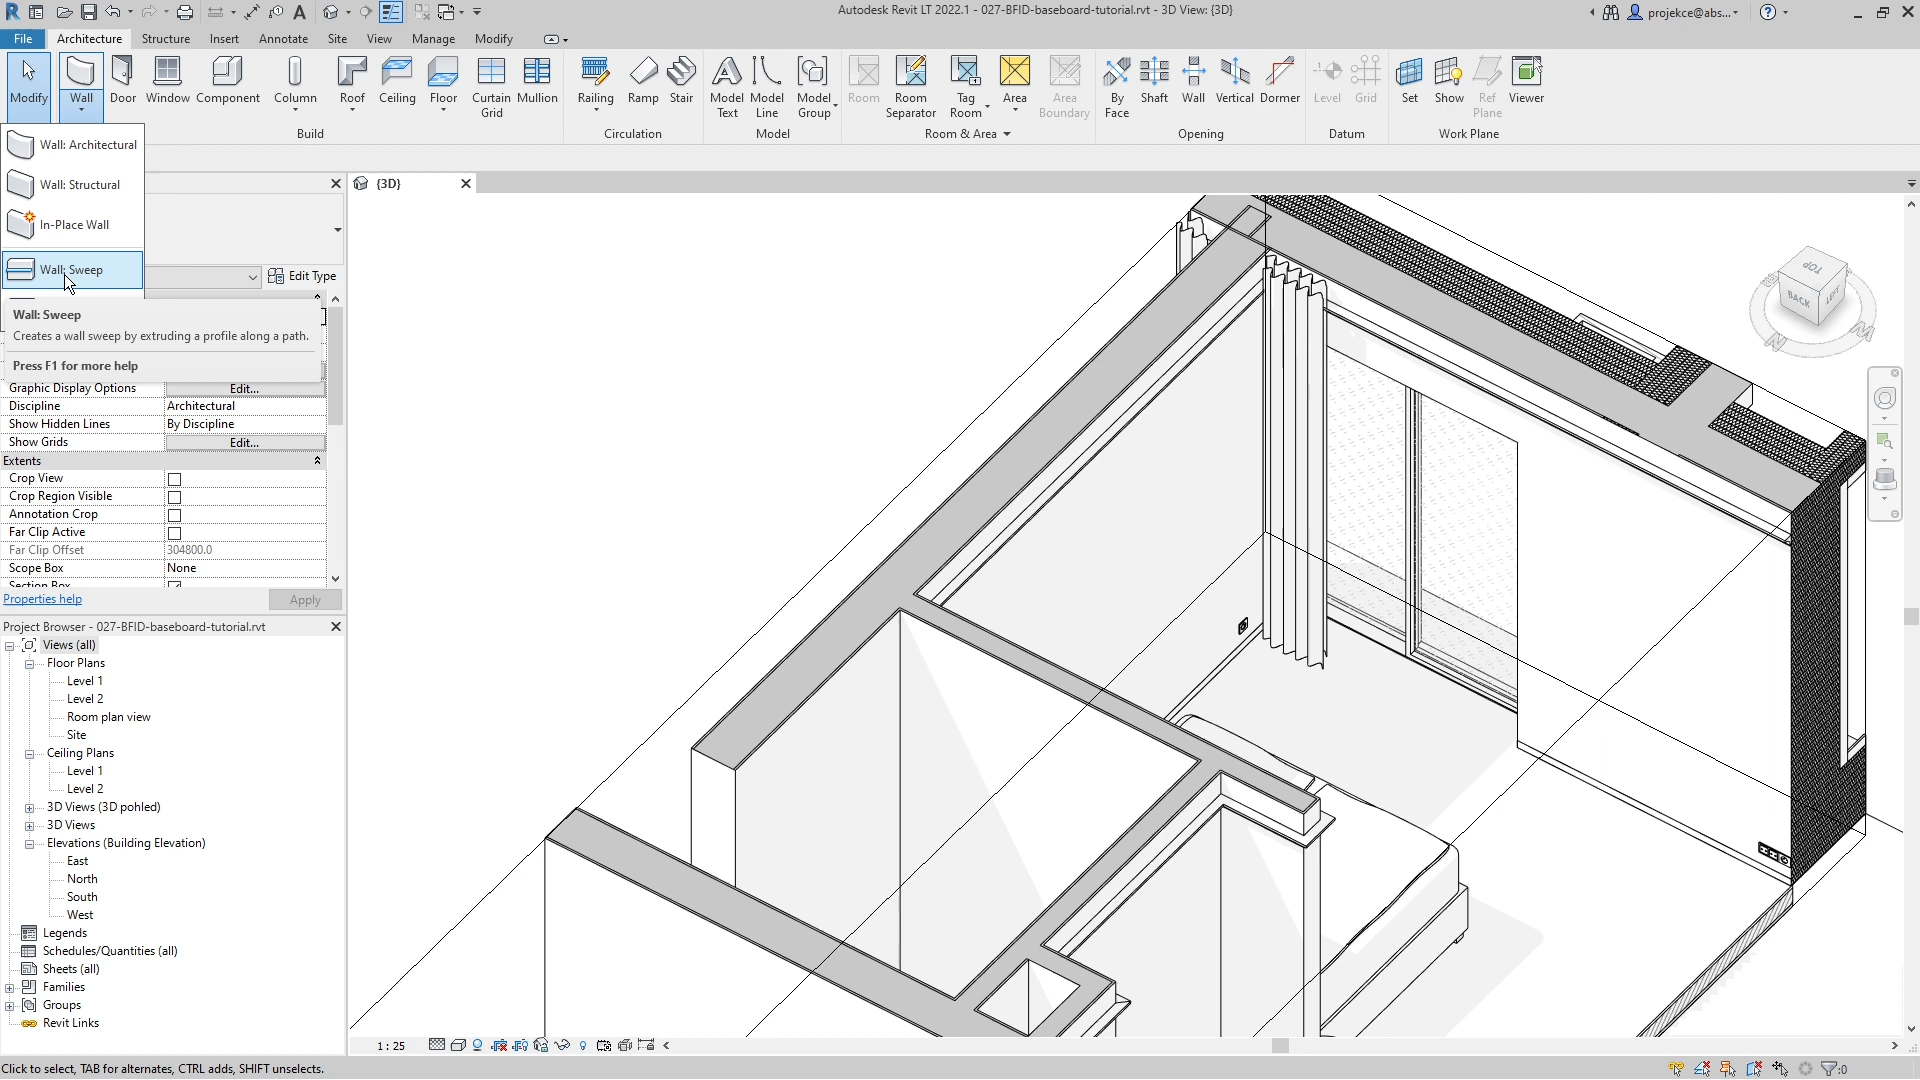 Autodesk Revit LT 2022.1 - 027-BFID-baseboard-tutorial.rvt - 3D View: {3D}
projekce@abs...
File
Architecture
Structure
Insert
Annotate
Site
View
Manage
Modify
Modify
Wall
Door
Window
Component
Column
Roof
Ceiling
Floor
Curtain Grid
Mullion
Railing
Ramp
Stair
Model Text
Model Line
Model Group
Room
Room Separator
Tag Room
Area
Area Boundary
By Face
Shaft
Wall
Vertical
Dormer
Level
Grid
Set
Show
Ref Plane
Viewer
Build
Circulation
Model
Room & Area
Opening
Datum
Work Plane
Wall: Architectural
Wall: Structural
In-Place Wall
Wall: Sweep
{3D}
Edit Type
Wall: Sweep
Creates a wall sweep by extruding a profile along a path.
Press F1 for more help
Graphic Display Options Edit...
Discipline Architectural
Show Hidden Lines By Discipline
Show Grids Edit...
Extents
Crop View
Crop Region Visible
Annotation Crop
Far Clip Active
Far Clip Offset 304800.0
Scope Box None
Section Box
Properties help
Apply
Project Browser - 027-BFID-baseboard-tutorial.rvt
Views (all)
Floor Plans
Level 1
Level 2
Room plan view
Site
Ceiling Plans
Level 1
Level 2
3D Views (3D pohled)
3D Views
Elevations (Building Elevation)
East
North
South
West
Legends
Schedules/Quantities (all)
Sheets (all)
Families
Groups
Revit Links
TOP
BACK
LEFT
1 : 25
Click to select, TAB for alternates, CTRL adds, SHIFT unselects.
:0